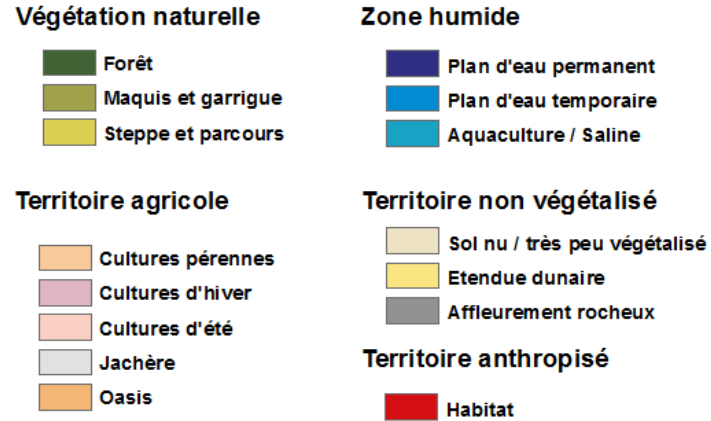 Végétation naturelle
Forêt
Maquis et garrigue
Steppe et parcours
Territoire agricole
Cultures pérennes
Cultures d'hiver
Cultures d'été
Jachère
Oasis
Zone humide
Plan d'eau permanent
Plan d'eau temporaire
Aquaculture / Saline
Territoire non végétalisé
Sol nu / très peu végétalisé
Etendue dunaire
Affleurement rocheux
Territoire anthropisé
Habitat